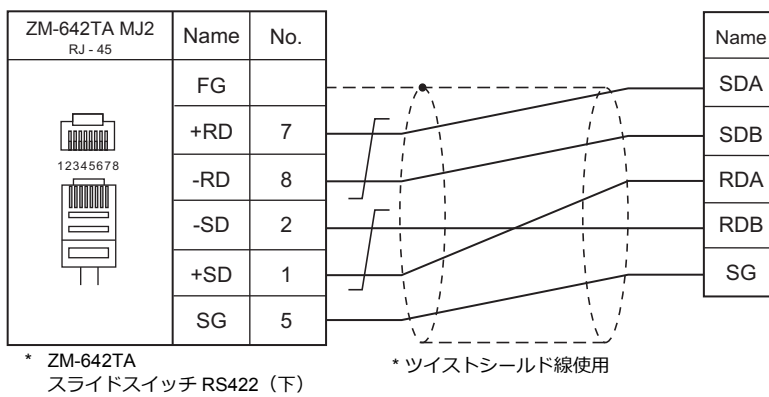 ZM-642TA MJ2
RJ - 45
Name No.
Name
FG
SDA
+RD 7
SDB
12345678
-RD 8
RDA
-SD 2
RDB
+SD 1
SG
SG 5
* ZM-642TA
スライドスイッチ RS422（下）
* ツイストシールド線使用